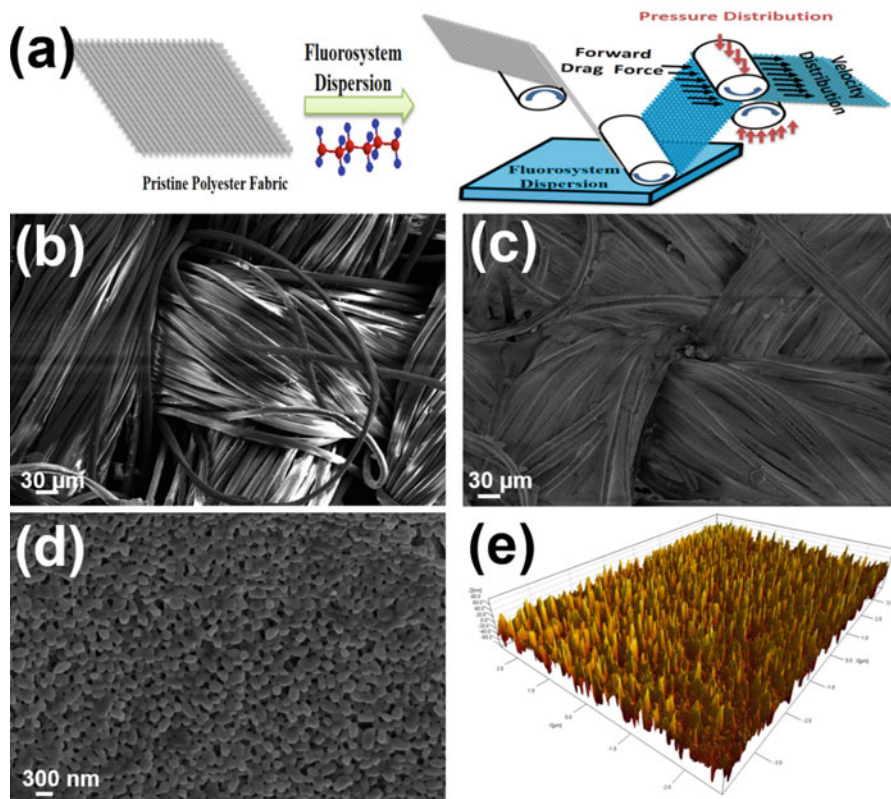 (a)
Fluorosystem
Dispersion
Pristine Polyester Fabric
Pressure Distribution
Forward
Drag Force
Velocity
Distribution
Fluorosystem
Dispersion
(b)
30 µm
(c)
30 µm
(d)
300 nm
(e)